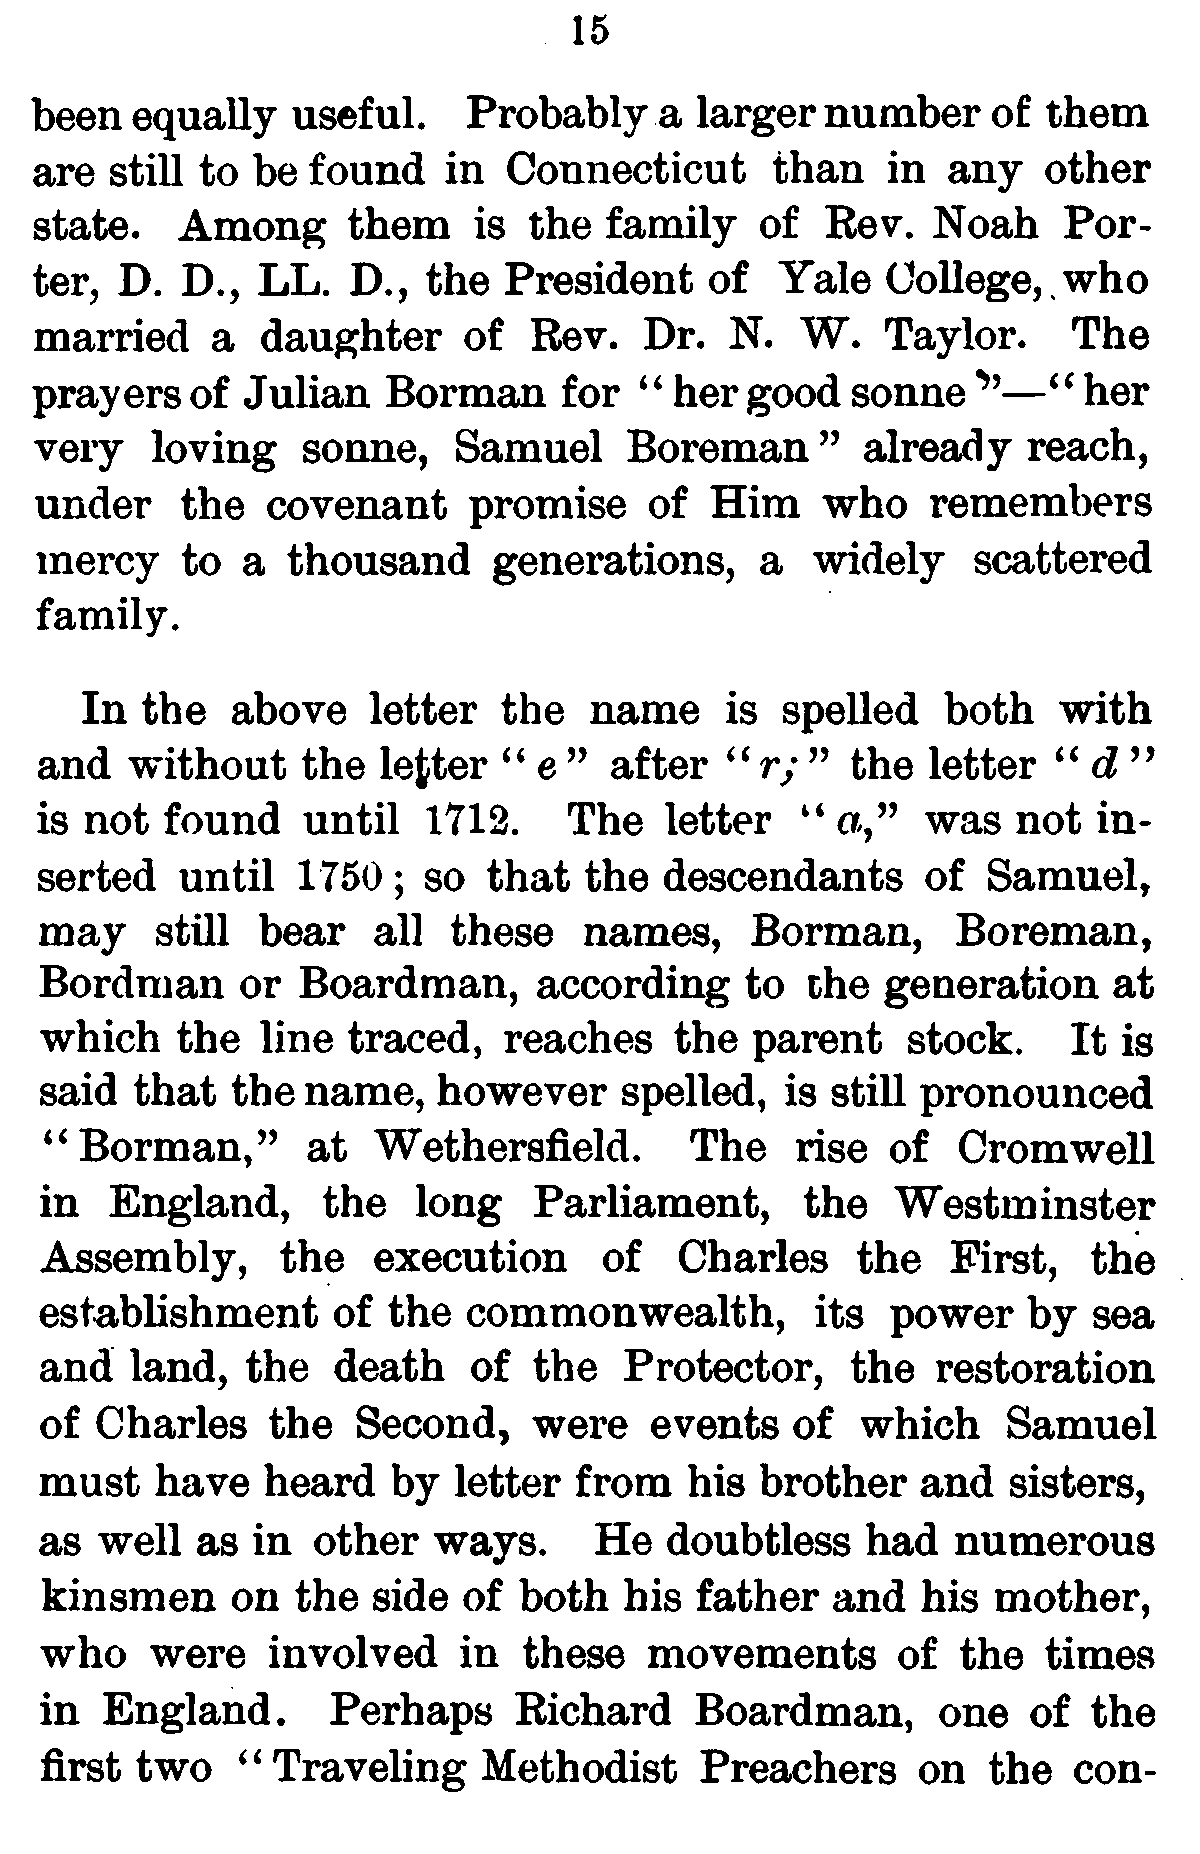 15
been equally useful. Probably a larger number of them
are still to be found in Connecticut than in any other
state. Among them is the family of Rev. Noah Por-
ter, D. D., LL. D., the President of Yale College, who
married a daughter of Rev. Dr. N. W. Taylor. The
prayers of Julian Borman for “ her good sonne ”—“ her
very loving sonne, Samuel Boreman ” already reach,
under the covenant promise of Him who remembers
mercy to a thousand generations, a widely scattered
family.
In the above letter the name is spelled both with
and without the letter “ e ” after “ r; ” the letter “ d ”
is not found until 1712. The letter “ a,” was not in-
serted until 1750 ; so that the descendants of Samuel,
may still bear all these names, Borman, Boreman,
Bordman or Boardman, according to the generation at
which the line traced, reaches the parent stock. It is
said that the name, however spelled, is still pronounced
“ Borman,” at Wethersfield. The rise of Cromwell
in England, the long Parliament, the Westminster
Assembly, the execution of Charles the First, the
establishment of the commonwealth, its power by sea
and land, the death of the Protector, the restoration
of Charles the Second, were events of which Samuel
must have heard by letter from his brother and sisters,
as well as in other ways. He doubtless had numerous
kinsmen on the side of both his father and his mother,
who were involved in these movements of the times
in England. Perhaps Richard Boardman, one of the
first two “ Traveling Methodist Preachers on the con-